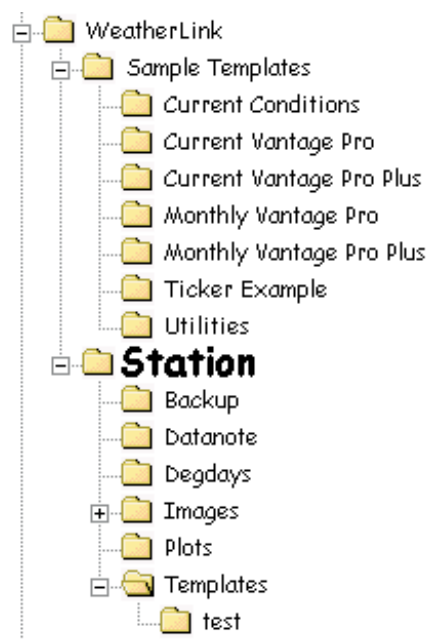 WeatherLink
Sample Templates
Current Conditions
Current Vantage Pro
Current Vantage Pro Plus
Monthly Vantage Pro
Monthly Vantage Pro Plus
Ticker Example
Utilities
Station
Backup
Datanote
Degdays
Images
Plots
Templates
test